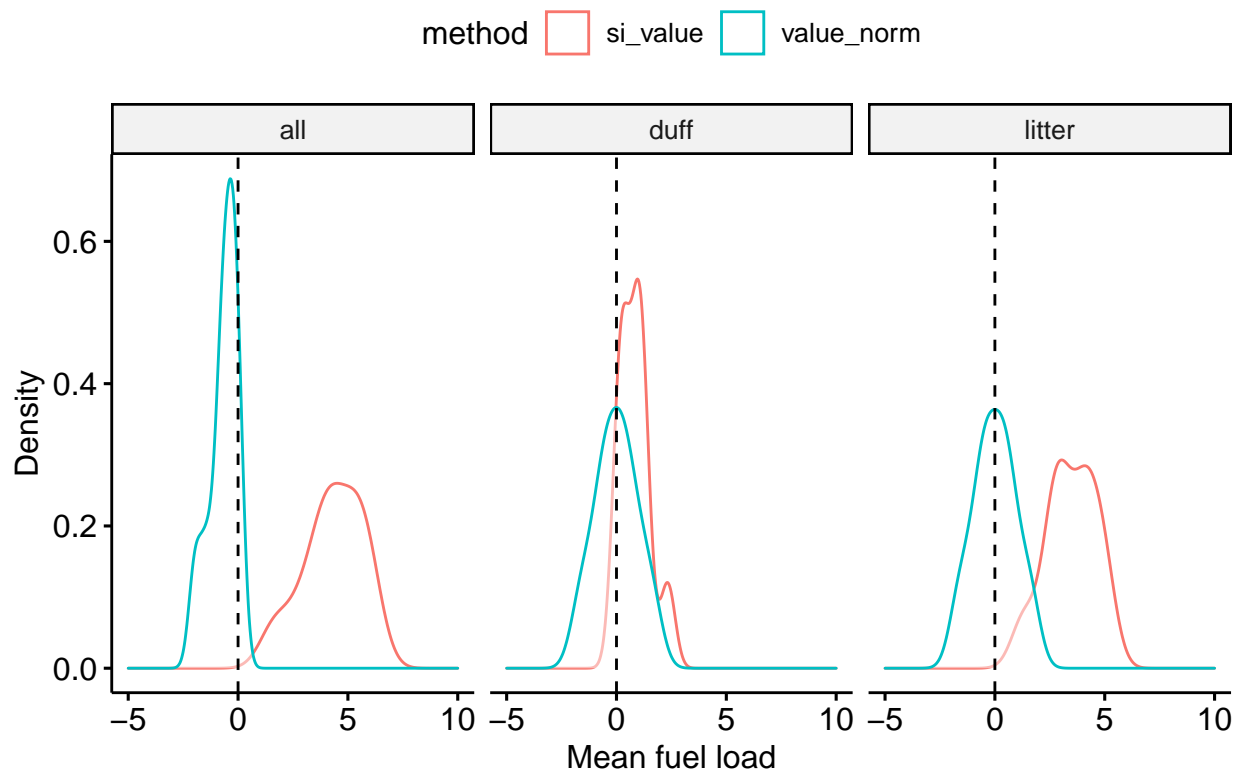 method si_value value_norm
all duff litter
0.6
0.4
0.2
0.0
Density
−5 0 5 10 −5 0 5 10 −5 0 5 10
Mean fuel load